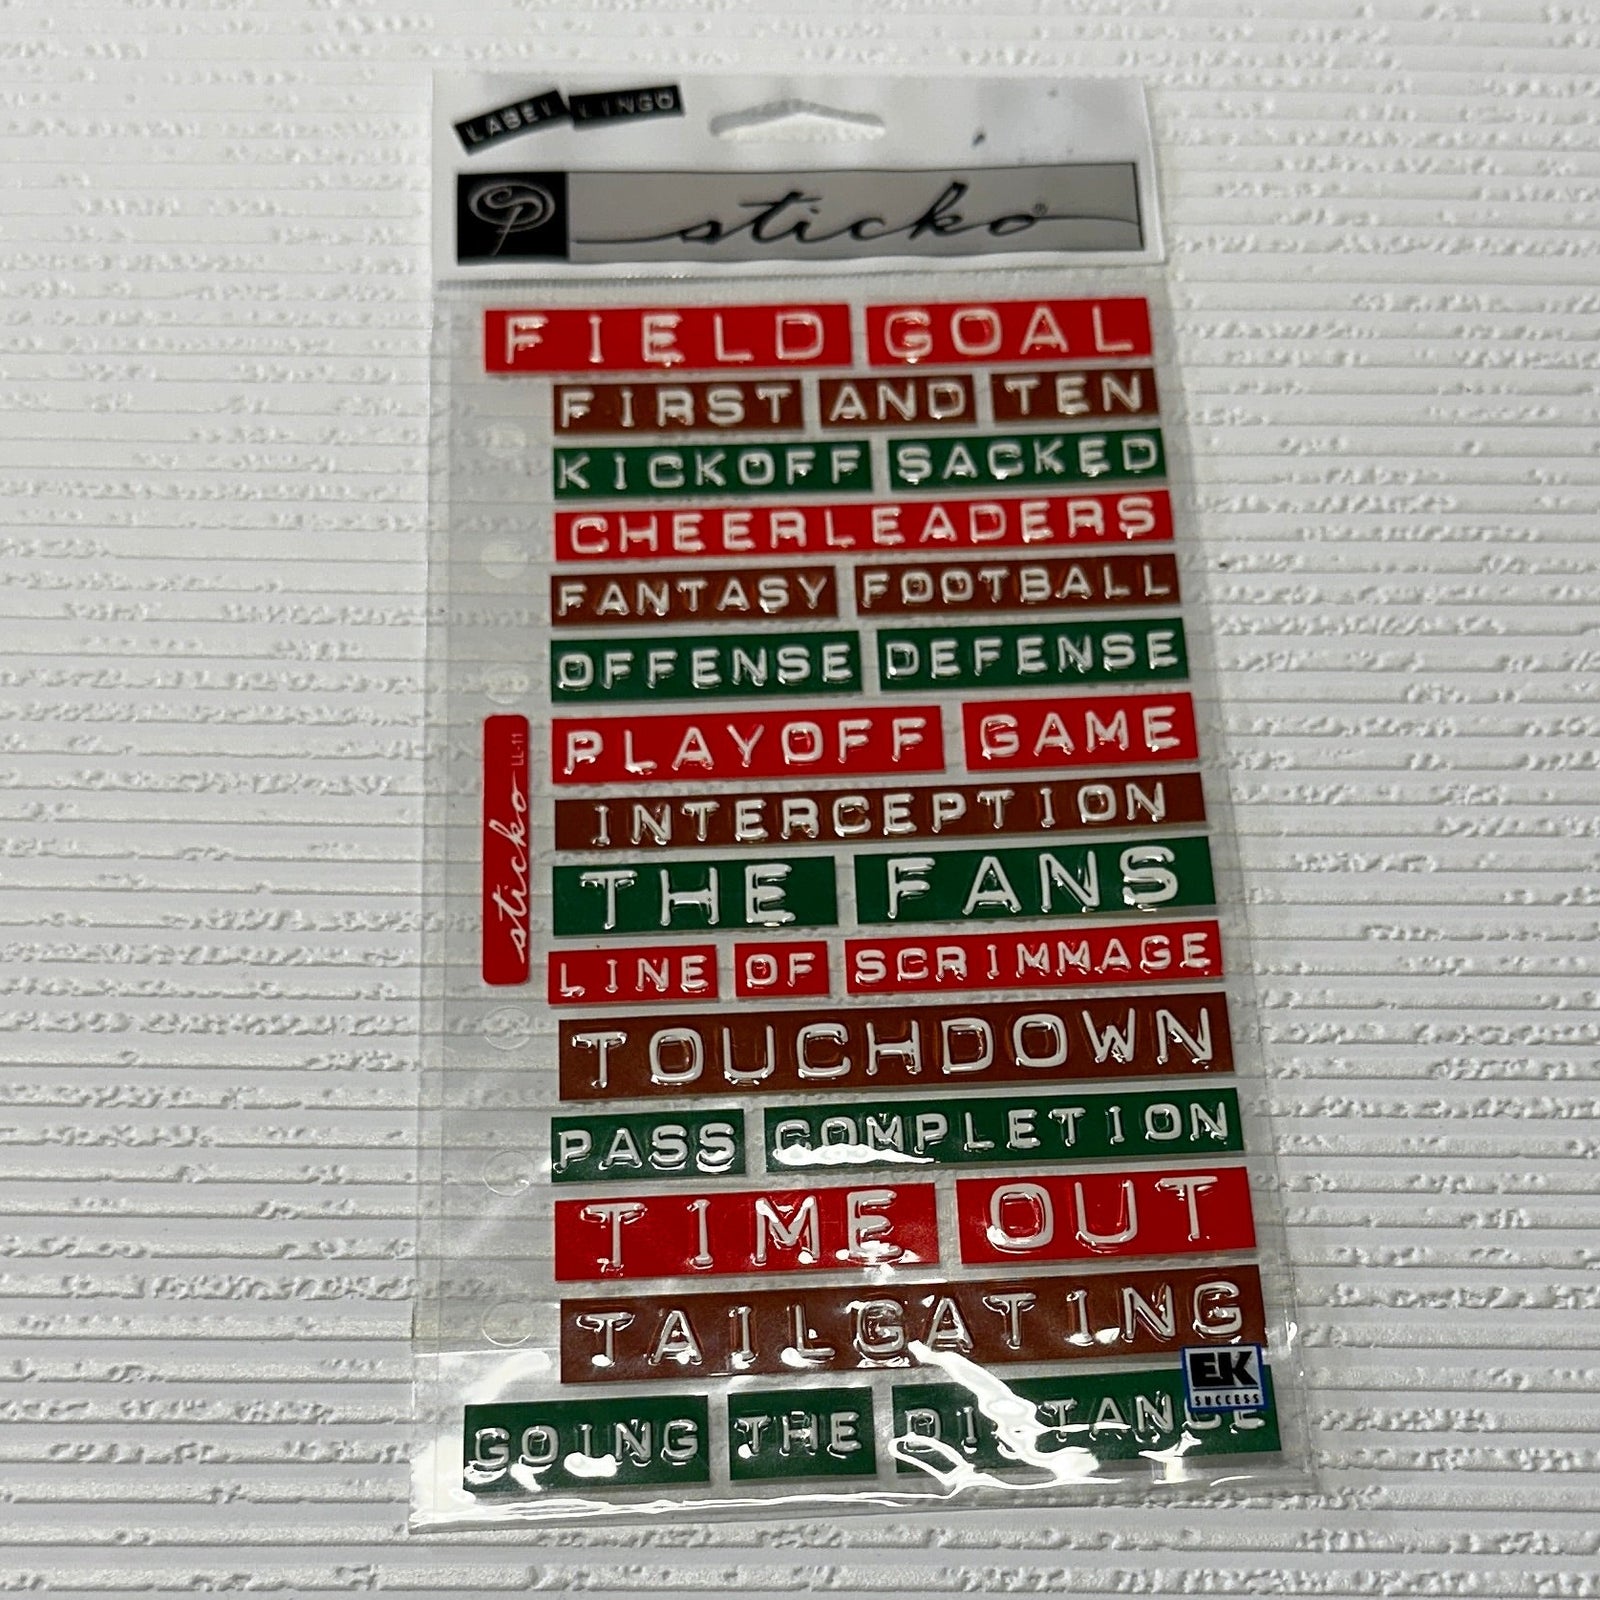 LABEL LINGO
sticko®
FIELD GOAL
FIRST AND TEN
KICKOFF SACKED
CHEERLEADERS
FANTASY FOOTBALL
OFFENSE DEFENSE
PLAYOFF GAME
INTERCEPTION
THE FANS
LINE OF SCRIMMAGE
TOUCHDOWN
PASS COMPLETION
TIME OUT
TAILGATING
GOING THE DISTANCE
sticko LL-11
EK
SUCCESS